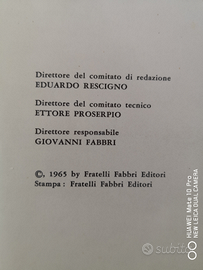 Direttore del comitato di redazione
EDUARDO RESCIGNO
Direttore del comitato tecnico
ETTORE PROSERPIO
Direttore responsabile
GIOVANNI FABBRI
©, 1965 by Fratelli Fabbri Editori
Stampa : Fratelli Fabbri Editori
HUAWEI Mate 10 Pro
NEW LEICA DUAL CAMERA
subito